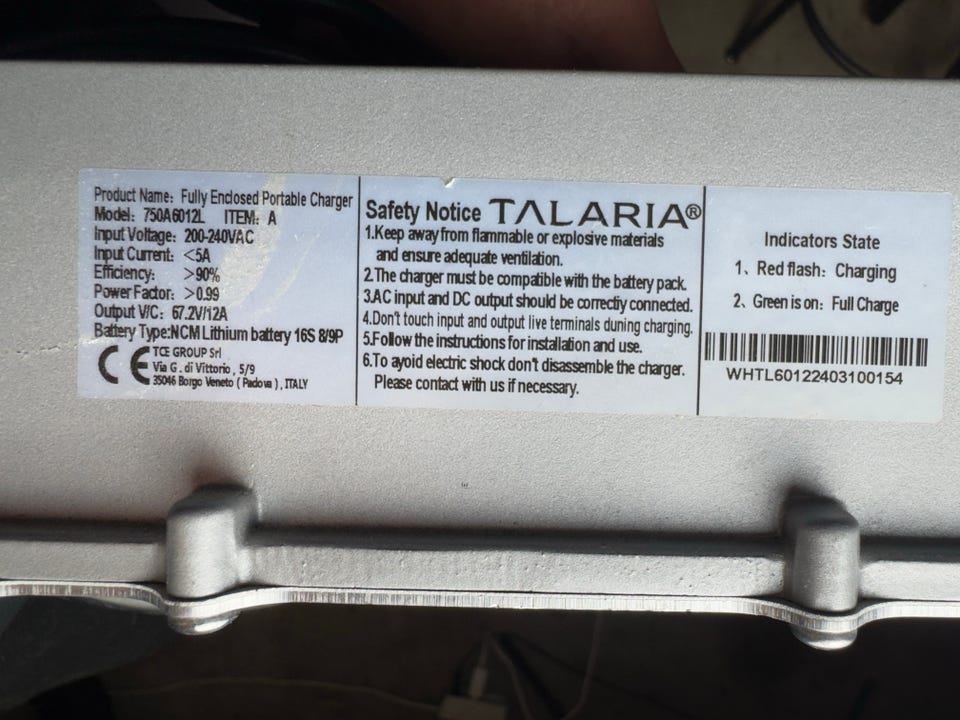 Product Name: Fully Enclosed Portable Charger
Model: 750A6012L ITEM: A
Input Voltage: 200-240VAC
Input Current: <5A
Efficiency: >90%
Power Factor: >0.99
Output V/C: 67.2V/12A
Battery Type:NCM Lithium battery 16S 8/9P
CE TCE GROUP Srl
Via G . di Vittorio , 5/9
35046 Borgo Veneto ( Padova ) , ITALY
Safety Notice TALARIA®
1.Keep away from flammable or explosive materials
and ensure adequate ventilation.
2.The charger must be compatible with the battery pack.
3.AC input and DC output should be correctiy connected.
4.Don't touch input and output live terminals duning charging.
5.Follow the instructions for installation and use.
6.To ayoid electric shock don't disassemble the charger.
Please contact with us if necessary.
Indicators State
1、Red flash: Charging
2、Green is on: Full Charge
WHTL60122403100154